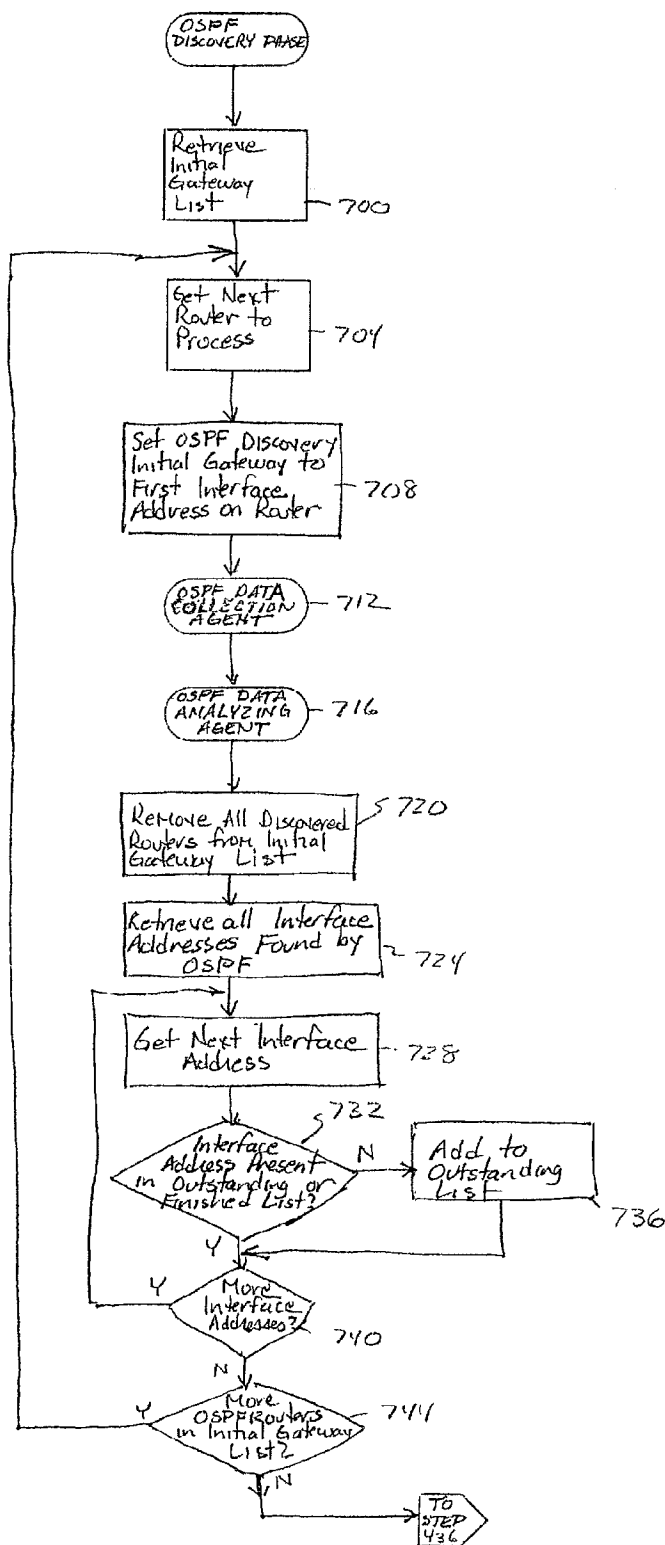 OSPF
DISCOVERY PHASE
Retrieve
Initial
Gateway
List
700
Get Next
Router to
Process
704
Set OSPF Discovery
Initial Gateway to
First Interface
Address on Router
708
OSPF DATA
COLLECTION
AGENT
712
OSPF DATA
ANALYZING
AGENT
716
720
Remove All Discovered
Routers from Initial
Gateway List
Retrieve all Interface
Addresses Found by
OSPF
724
Get Next Interface
Address
728
732
Interface
Address Present
in Outstanding or
Finished List?
N
Add to
Outstanding
List
736
Y
Y
More
Interface
Addresses?
740
N
Y
More
OSPF Routers
in Initial Gateway
List?
744
N
TO
STEP
436